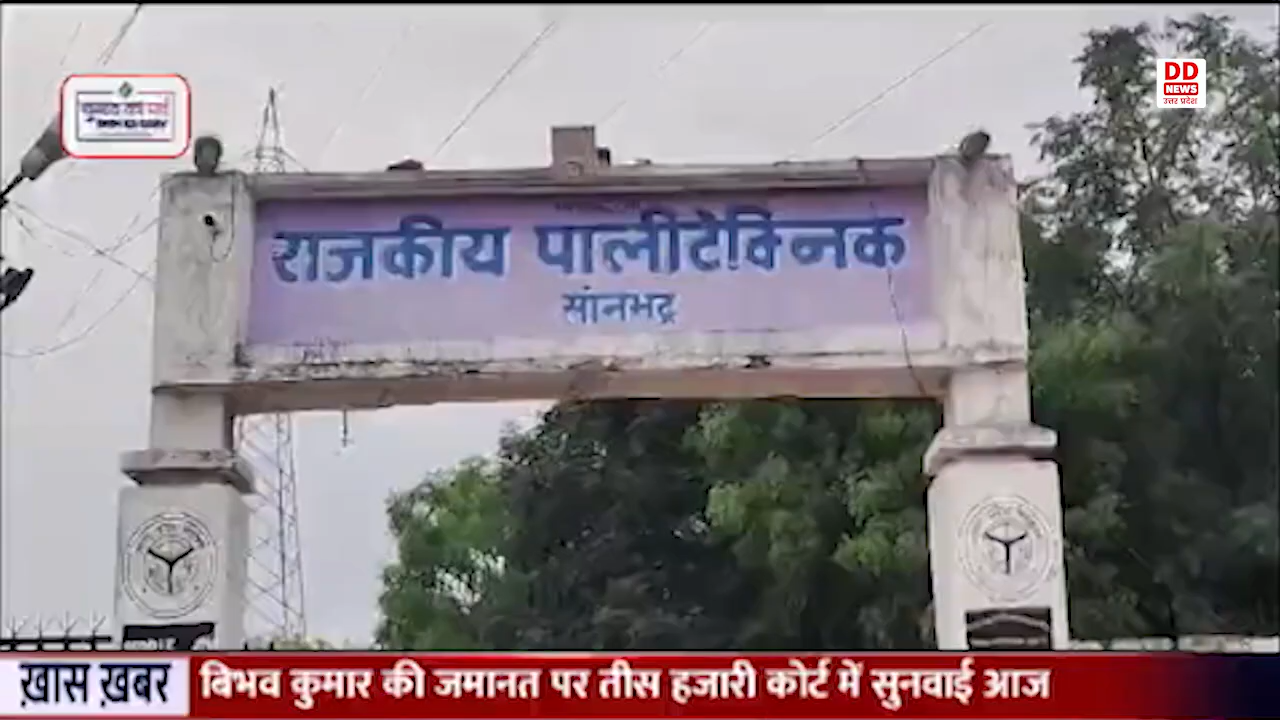 DD
NEWS
उत्तर प्रदेश
राजकीय पालीटेक्निक
सोनभद्र
ख़ास ख़बर
बिभव कुमार की जमानत पर तीस हजारी कोर्ट में सुनवाई आज